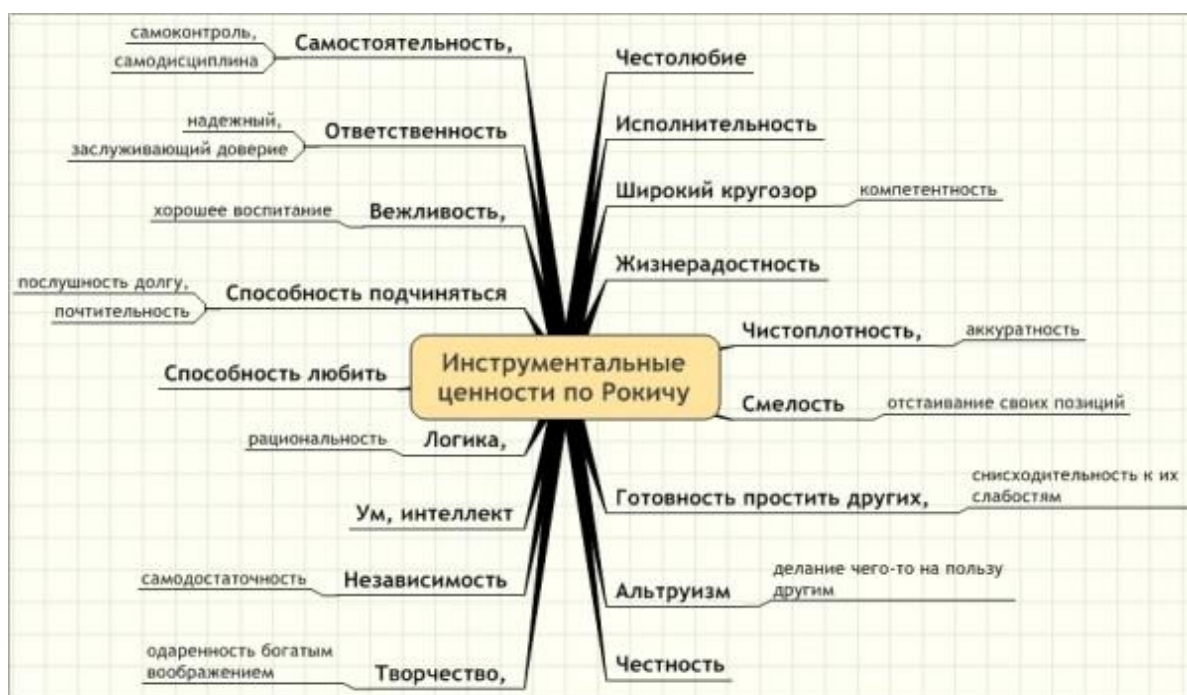 Инструментальные
ценности по Рокичу
Честолюбие
Исполнительность
Широкий кругозор
компетентность
Жизнерадостность
Чистоплотность,
аккуратность
Смелость
отстаивание своих позиций
Готовность простить других,
снисходительность к их
слабостям
Альтруизм
делание чего-то на пользу
другим
Честность
Самостоятельность,
самоконтроль,
самодисциплина
Ответственность
надежный,
заслуживающий доверие
Вежливость,
хорошее воспитание
Способность подчиняться
послушность долгу,
почтительность
Способность любить
Логика,
рациональность
Ум, интеллект
Независимость
самодостаточность
Творчество,
одаренность богатым
воображением